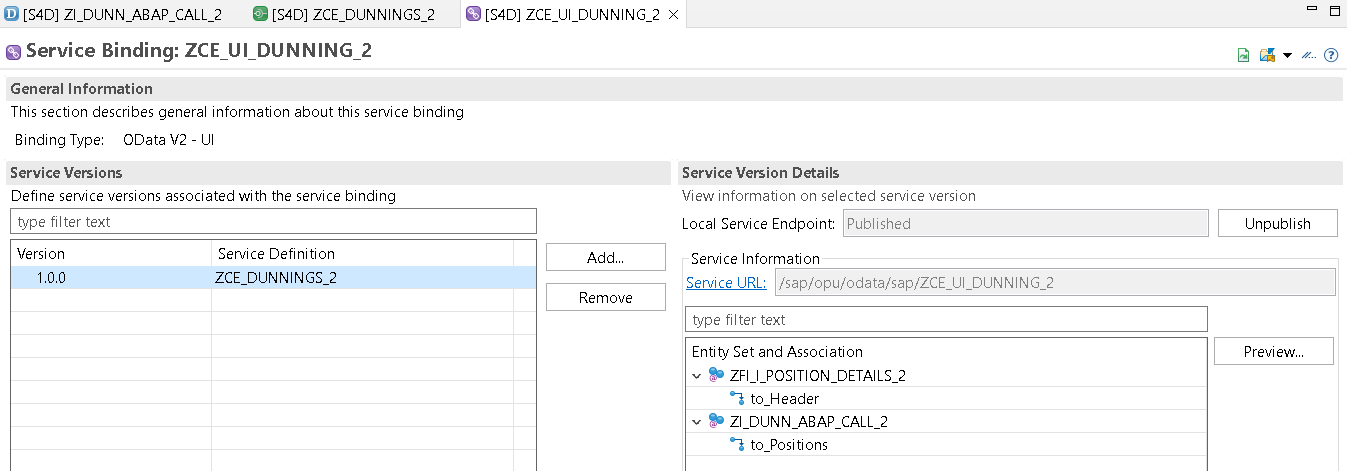 [S4D] ZI_DUNN_ABAP_CALL_2 [S4D] ZCE_DUNNINGS_2 [S4D] ZCE_UI_DUNNING_2
Service Binding: ZCE_UI_DUNNING_2
General Information
This section describes general information about this service binding
Binding Type: OData V2 - UI
Service Versions
Define service versions associated with the service binding
type filter text
Version Service Definition
1.0.0 ZCE_DUNNINGS_2
Add...
Remove
Service Version Details
View information on selected service version
Local Service Endpoint: Published Unpublish
Service Information
Service URL: /sap/opu/odata/sap/ZCE_UI_DUNNING_2
type filter text
Entity Set and Association Preview...
ZFI_I_POSITION_DETAILS_2
to_Header
ZI_DUNN_ABAP_CALL_2
to_Positions